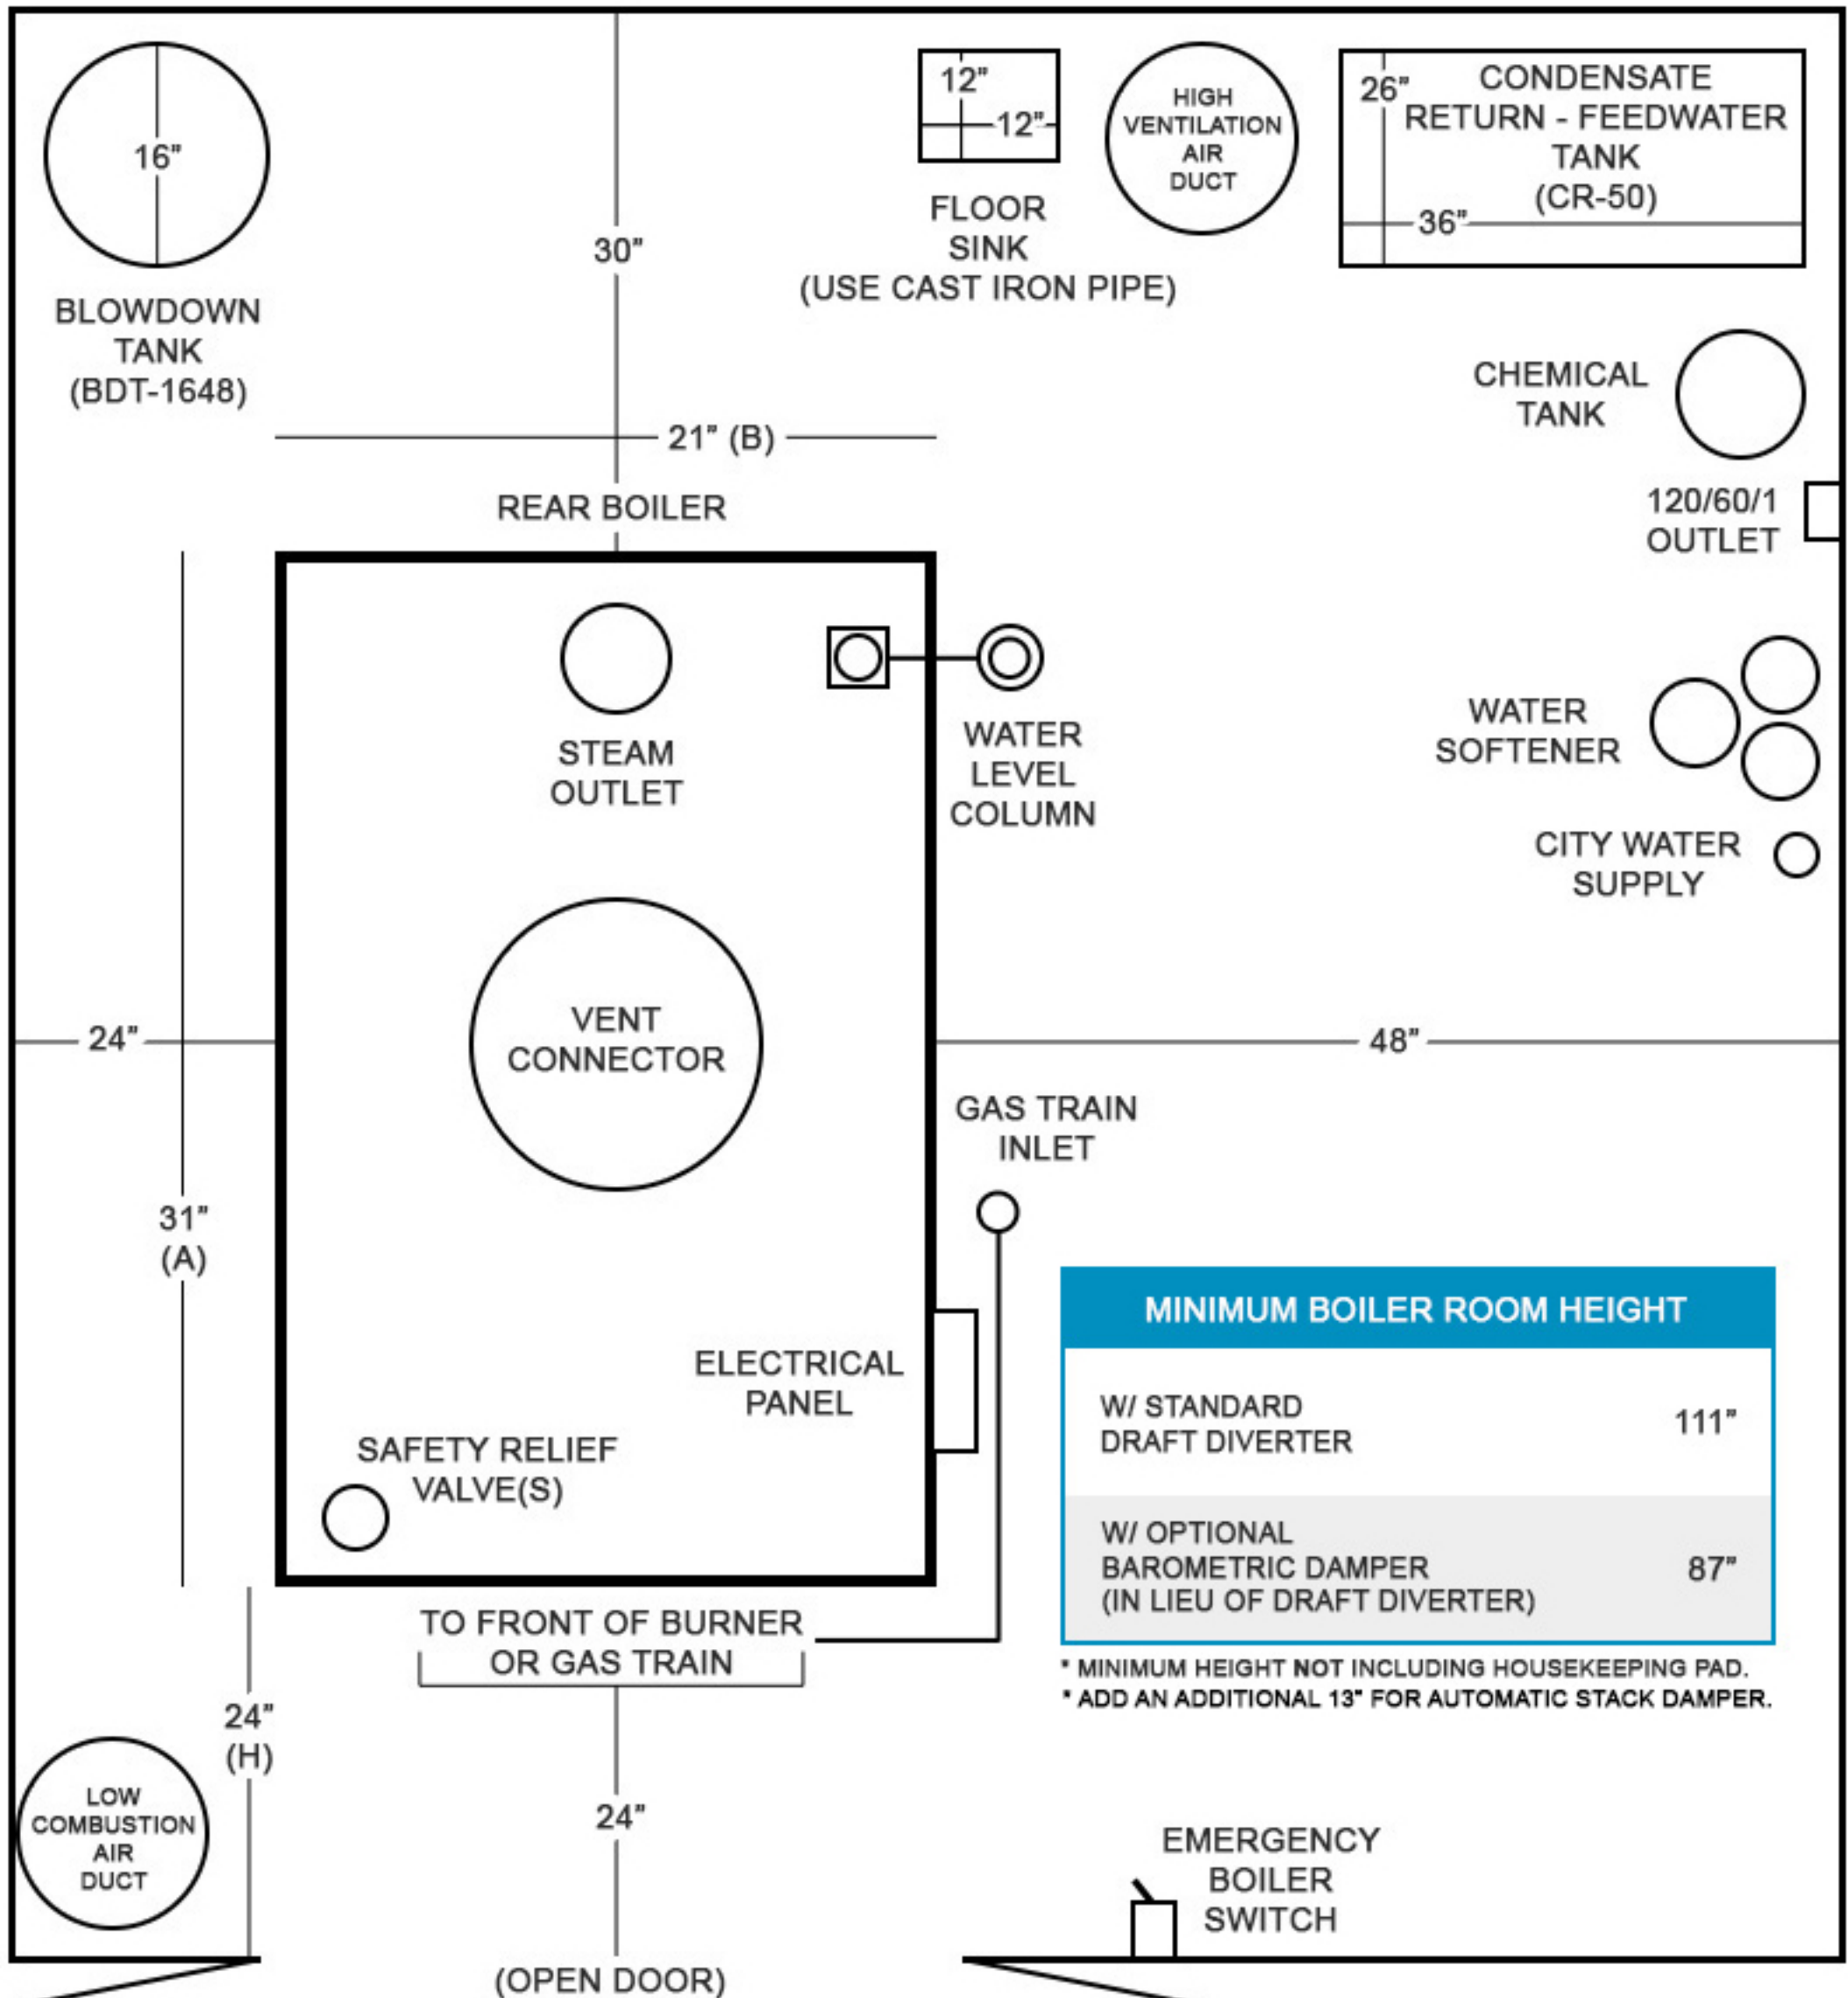 16”
BLOWDOWN
TANK
(BDT-1648)
30”
12”
12”
FLOOR
SINK
(USE CAST IRON PIPE)
HIGH
VENTILATION
AIR
DUCT
26”
CONDENSATE
RETURN - FEEDWATER
TANK
(CR-50)
36”
CHEMICAL
TANK
120/60/1
OUTLET
21” (B)
REAR BOILER
STEAM
OUTLET
WATER
LEVEL
COLUMN
WATER
SOFTENER
CITY WATER
SUPPLY
24”
VENT
CONNECTOR
48”
GAS TRAIN
INLET
31”
(A)
ELECTRICAL
PANEL
SAFETY RELIEF
VALVE(S)
MINIMUM BOILER ROOM HEIGHT
W/ STANDARD
DRAFT DIVERTER
111”
W/ OPTIONAL
BAROMETRIC DAMPER
(IN LIEU OF DRAFT DIVERTER)
87”
* MINIMUM HEIGHT NOT INCLUDING HOUSEKEEPING PAD.
* ADD AN ADDITIONAL 13" FOR AUTOMATIC STACK DAMPER.
TO FRONT OF BURNER
OR GAS TRAIN
24”
(H)
24”
LOW
COMBUSTION
AIR
DUCT
EMERGENCY
BOILER
SWITCH
(OPEN DOOR)